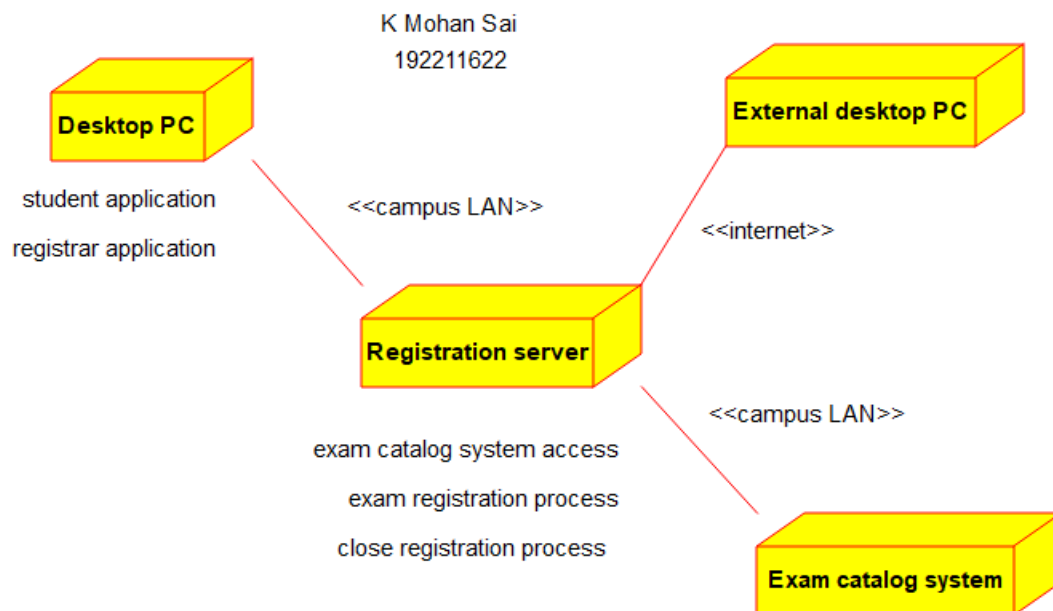 K Mohan Sai
192211622
Desktop PC
External desktop PC
student application
registrar application
<<campus LAN>>
<<internet>>
Registration server
<<campus LAN>>
exam catalog system access
exam registration process
close registration process
Exam catalog system